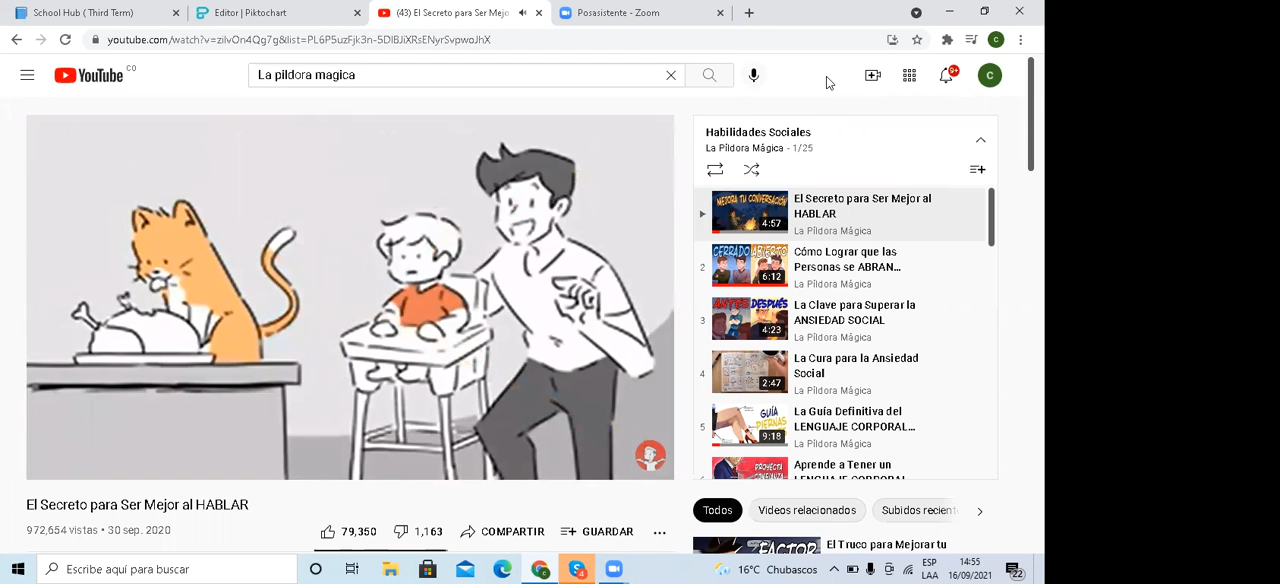 School Hub ( Third Term)
Editor | Piktochart
(43) El Secreto para Ser Mejo
Posasistente - Zoom
youtube.com/watch?v=zilvOn4Qg7g&list=PL6P5uzFjk3n-5DIBJiXRsENyrSvpwoJhX
C
YouTube CO
La pildora magica
9+
C
Habilidades Sociales
La Píldora Mágica - 1/25
MEJORA TU CONVERSACIÓN
4:57
El Secreto para Ser Mejor al
HABLAR
La Píldora Mágica
2
CERRADO ABIERTO
6:12
Cómo Lograr que las
Personas se ABRAN...
La Píldora Mágica
3
ANTES DESPUÉS
4:23
La Clave para Superar la
ANSIEDAD SOCIAL
La Píldora Mágica
4
2:47
La Cura para la Ansiedad
Social
La Píldora Mágica
5
GUÍA
PIERNAS
9:18
La Guía Definitiva del
LENGUAJE CORPORAL...
La Píldora Mágica
PROYECTA
Aprende a Tener un
LENGUAJE CORPORAL
El Secreto para Ser Mejor al HABLAR
972,654 vistas • 30 sep. 2020
79,350
1,163
COMPARTIR
GUARDAR
Todos
Videos relacionados
Subidos recient
FACTOR
El Truco para Mejorar tu
Escribe aquí para buscar
4
16°C Chubascos
ESP
LAA
14:55
16/09/2021
22